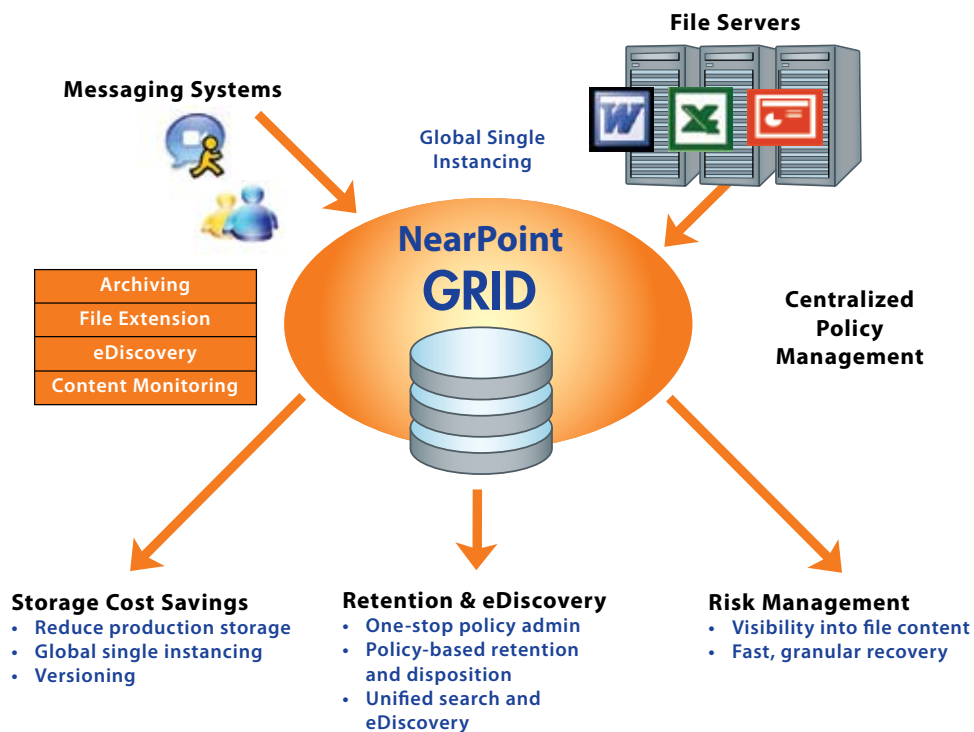 File Servers
Messaging Systems
W
X
Global Single
Instancing
NearPoint
GRID
Archiving
File Extension
eDiscovery
Content Monitoring
Centralized
Policy
Management
Storage Cost Savings
• Reduce production storage
• Global single instancing
• Versioning
Retention & eDiscovery
• One-stop policy admin
• Policy-based retention
and disposition
• Unified search and
eDiscovery
Risk Management
• Visibility into file content
• Fast, granular recovery